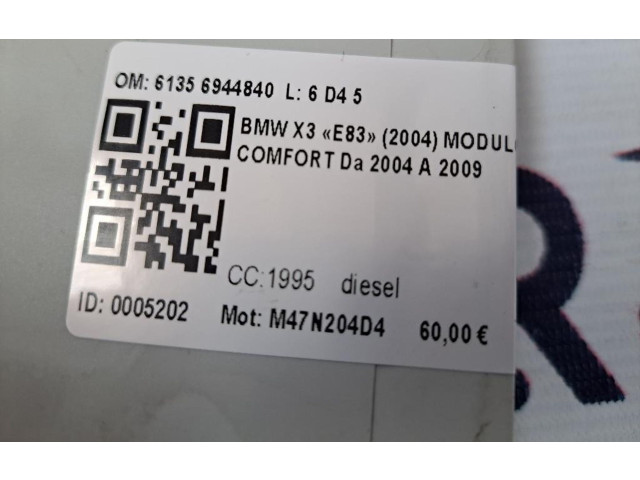 OM: 6135 6944840 L: 6 D4 5
BMW X3 «E83» (2004) MODUL
COMFORT Da 2004 A 2009
CC:1995 diesel
ID: 0005202 Mot: M47N204D4 60,00 €
R